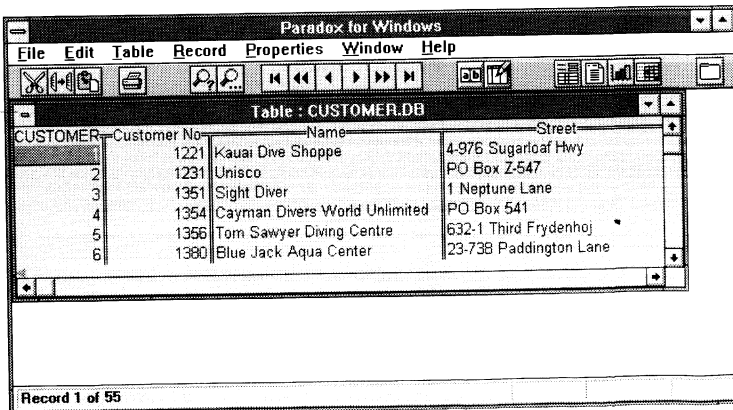 Paradox for Windows
File Edit Table Record Properties Window Help
Table : CUSTOMER.DB
CUSTOMER Customer No Name Street
1 1221 Kauai Dive Shoppe 4-976 Sugarloaf Hwy
2 1231 Unisco PO Box Z-547
3 1351 Sight Diver 1 Neptune Lane
4 1354 Cayman Divers World Unlimited PO Box 541
5 1356 Tom Sawyer Diving Centre 632-1 Third Frydenhoj
6 1380 Blue Jack Aqua Center 23-738 Paddington Lane
Record 1 of 55